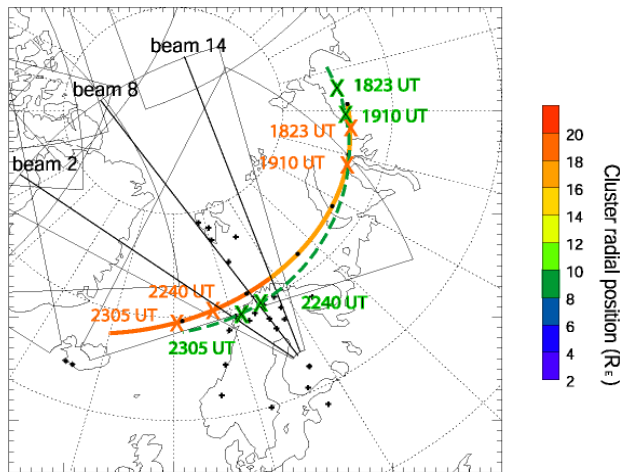 beam 14
beam 8
beam 2
1823 UT
1910 UT
1823 UT
1910 UT
2240 UT
2305 UT
2240 UT
2305 UT
20
18
16
14
12
10
8
6
4
2
Cluster radial position (RE)